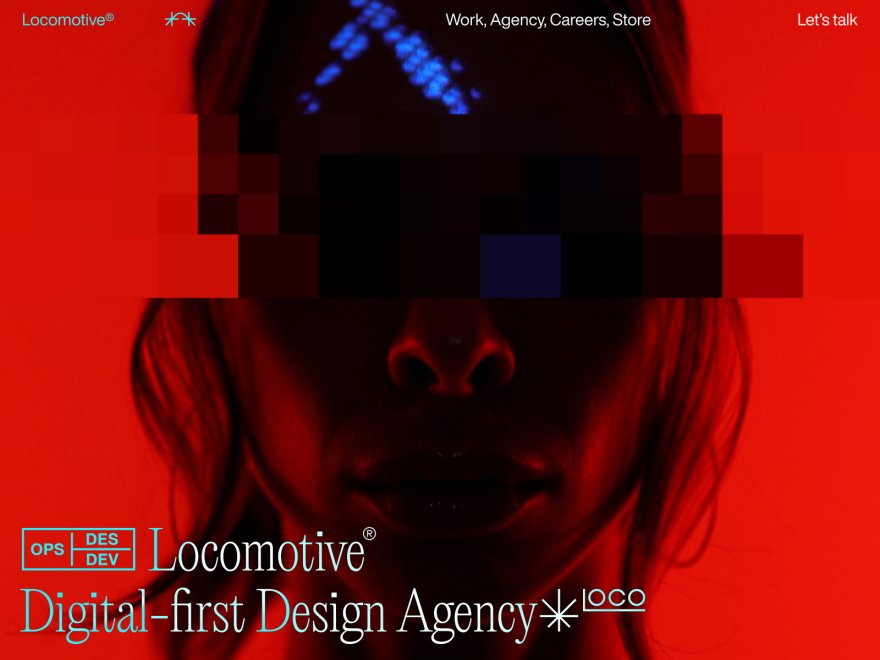 Locomotive®
Work, Agency, Careers, Store
Let's talk
OPS DES DEV Locomotive®
Digital-first Design Agency LOCO